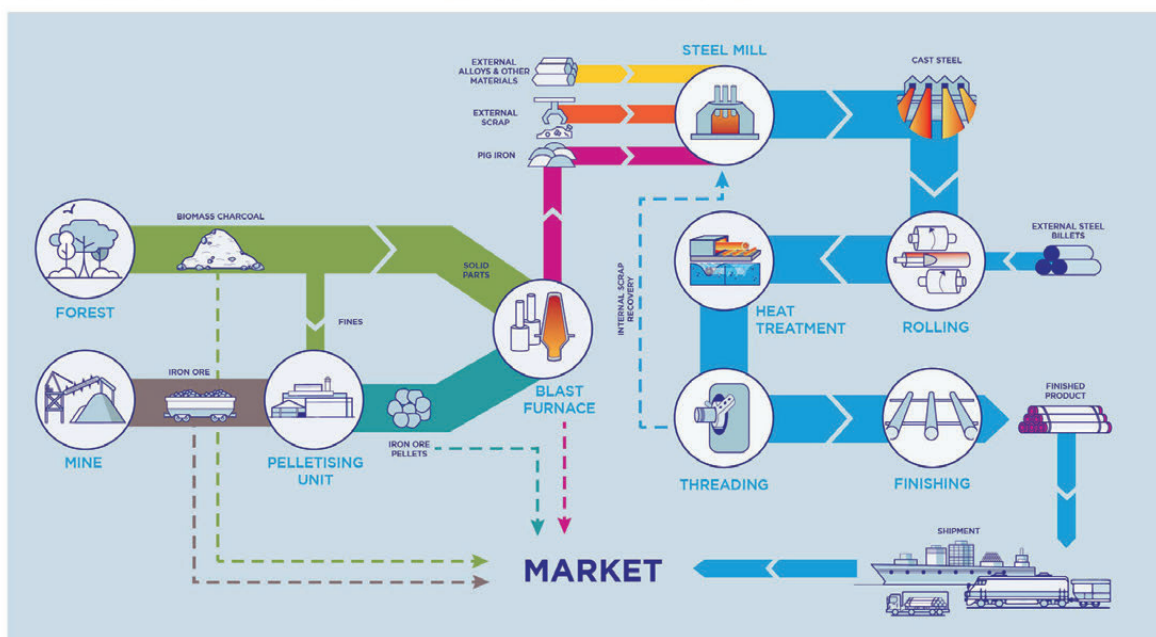 STEEL MILL
EXTERNAL
ALLOYS & OTHER
MATERIALS
CAST STEEL
EXTERNAL
SCRAP
PIG IRON
BIOMASS CHARCOAL
EXTERNAL STEEL
BILLETS
SOLID
PARTS
INTERNAL SCRAP
RECOVERY
FOREST
FINES
HEAT
TREATMENT
ROLLING
IRON ORE
BLAST
FURNACE
FINISHED
PRODUCT
MINE
PELLETISING
UNIT
IRON ORE
PELLETS
THREADING
FINISHING
SHIPMENT
MARKET